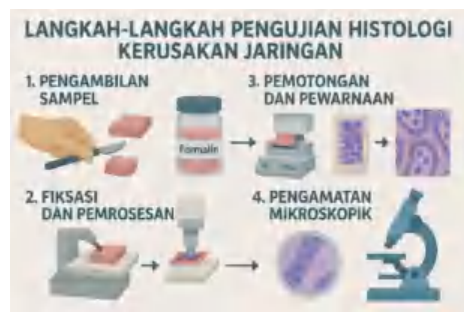 LANGKAH-LANGKAH PENGUJIAN HISTOLOGI
KERUSAKAN JARINGAN
1. PENGAMBILAN
SAMPEL
Formalin
3. PEMOTONGAN
DAN PEWARNAAN
2. FIKSASI
DAN PEMROSESAN
4. PENGAMATAN
MIKROSKOPIK